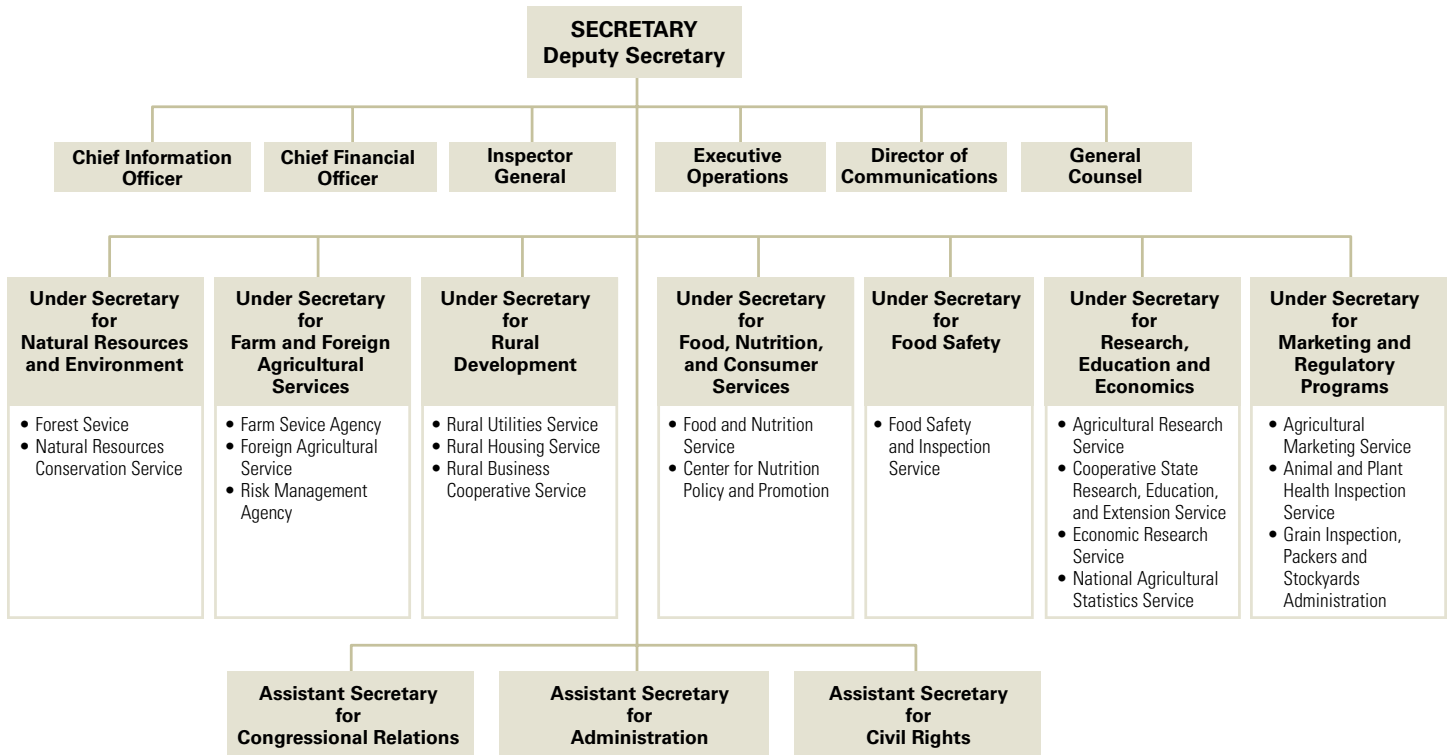 SECRETARY
Deputy Secretary
Chief Information
Officer
Chief Financial
Officer
Inspector
General
Executive
Operations
Director of
Communications
General
Counsel
Under Secretary
for
Natural Resources
and Environment
• Forest Sevice
• Natural Resources
Conservation Service
Under Secretary
for
Farm and Foreign
Agricultural
Services
• Farm Sevice Agency
• Foreign Agricultural
Service
• Risk Management
Agency
Under Secretary
for
Rural
Development
• Rural Utilities Service
• Rural Housing Service
• Rural Business
Cooperative Service
Under Secretary
for
Food, Nutrition,
and Consumer
Services
• Food and Nutrition
Service
• Center for Nutrition
Policy and Promotion
Under Secretary
for
Food Safety
• Food Safety
and Inspection
Service
Under Secretary
for
Research,
Education and
Economics
• Agricultural Research
Service
• Cooperative State
Research, Education,
and Extension Service
• Economic Research
Service
• National Agricultural
Statistics Service
Under Secretary
for
Marketing and
Regulatory
Programs
• Agricultural
Marketing Service
• Animal and Plant
Health Inspection
Service
• Grain Inspection,
Packers and
Stockyards
Administration
Assistant Secretary
for
Congressional Relations
Assistant Secretary
for
Administration
Assistant Secretary
for
Civil Rights